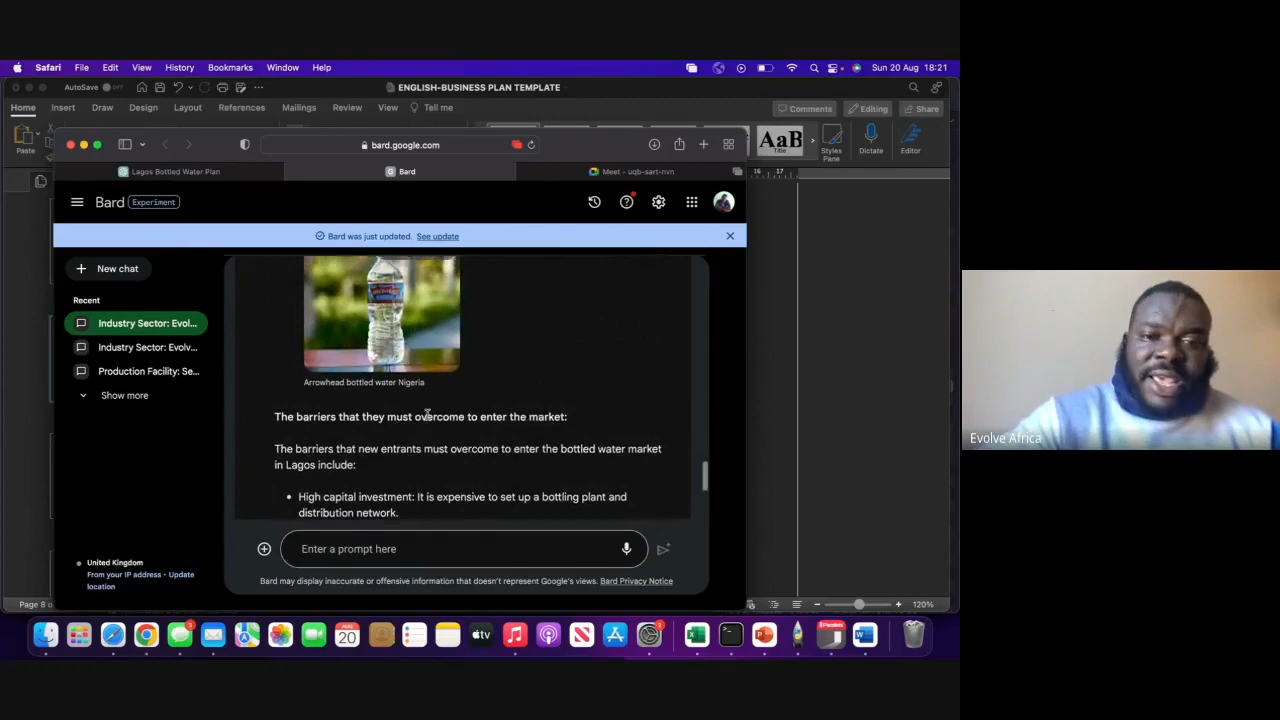 Safari File Edit View History Bookmarks Window Help Sun 20 Aug 18:21
AutoSave ENGLISH-BUSINESS PLAN TEMPLATE
Home Insert Draw Design Layout References Mailings Review View Tell me Comments Editing Share
Paste AaB Title Styles Pane Dictate Editor
bard.google.com
Lagos Bottled Water Plan Bard Meet - uqb-sart-nvn
16 17
Bard Experiment
Bard was just updated. See update
New chat
Recent
Industry Sector: Evol...
Industry Sector: Evolv...
Production Facility: Se...
Show more
Arrowhead bottled water Nigeria
The barriers that they must overcome to enter the market:
The barriers that new entrants must overcome to enter the bottled water market
in Lagos include:
• High capital investment: It is expensive to set up a bottling plant and
distribution network.
Enter a prompt here
Bard may display inaccurate or offensive information that doesn't represent Google's views. Bard Privacy Notice
United Kingdom
From your IP address • Update
location
Page 8 o 120%
Evolve Africa